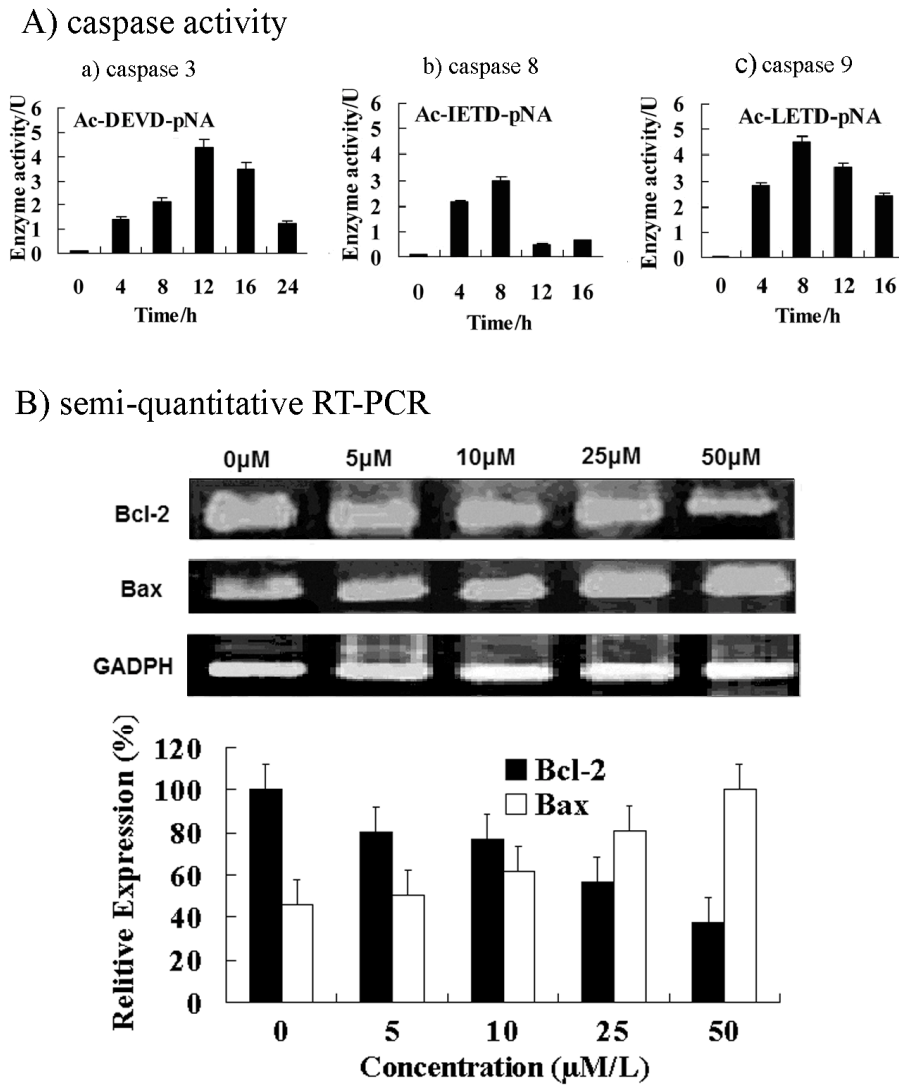 A) caspase activity
a) caspase 3
b) caspase 8
c) caspase 9
Enzyme activity/U
Ac-DEVD-pNA
6
5
4
3
2
1
0
0 4 8 12 16 24
Time/h
Enzyme activity/U
Ac-IETD-pNA
6
5
4
3
2
1
0
0 4 8 12 16
Time/h
Enzyme activity/U
Ac-LETD-pNA
6
5
4
3
2
1
0
0 4 8 12 16
Time/h
B) semi-quantitative RT-PCR
0µM 5µM 10µM 25µM 50µM
Bcl-2
Bax
GADPH
Relitive Expression (%)
120
100
80
60
40
20
0
Bcl-2
Bax
0 5 10 25 50
Concentration (µM/L)